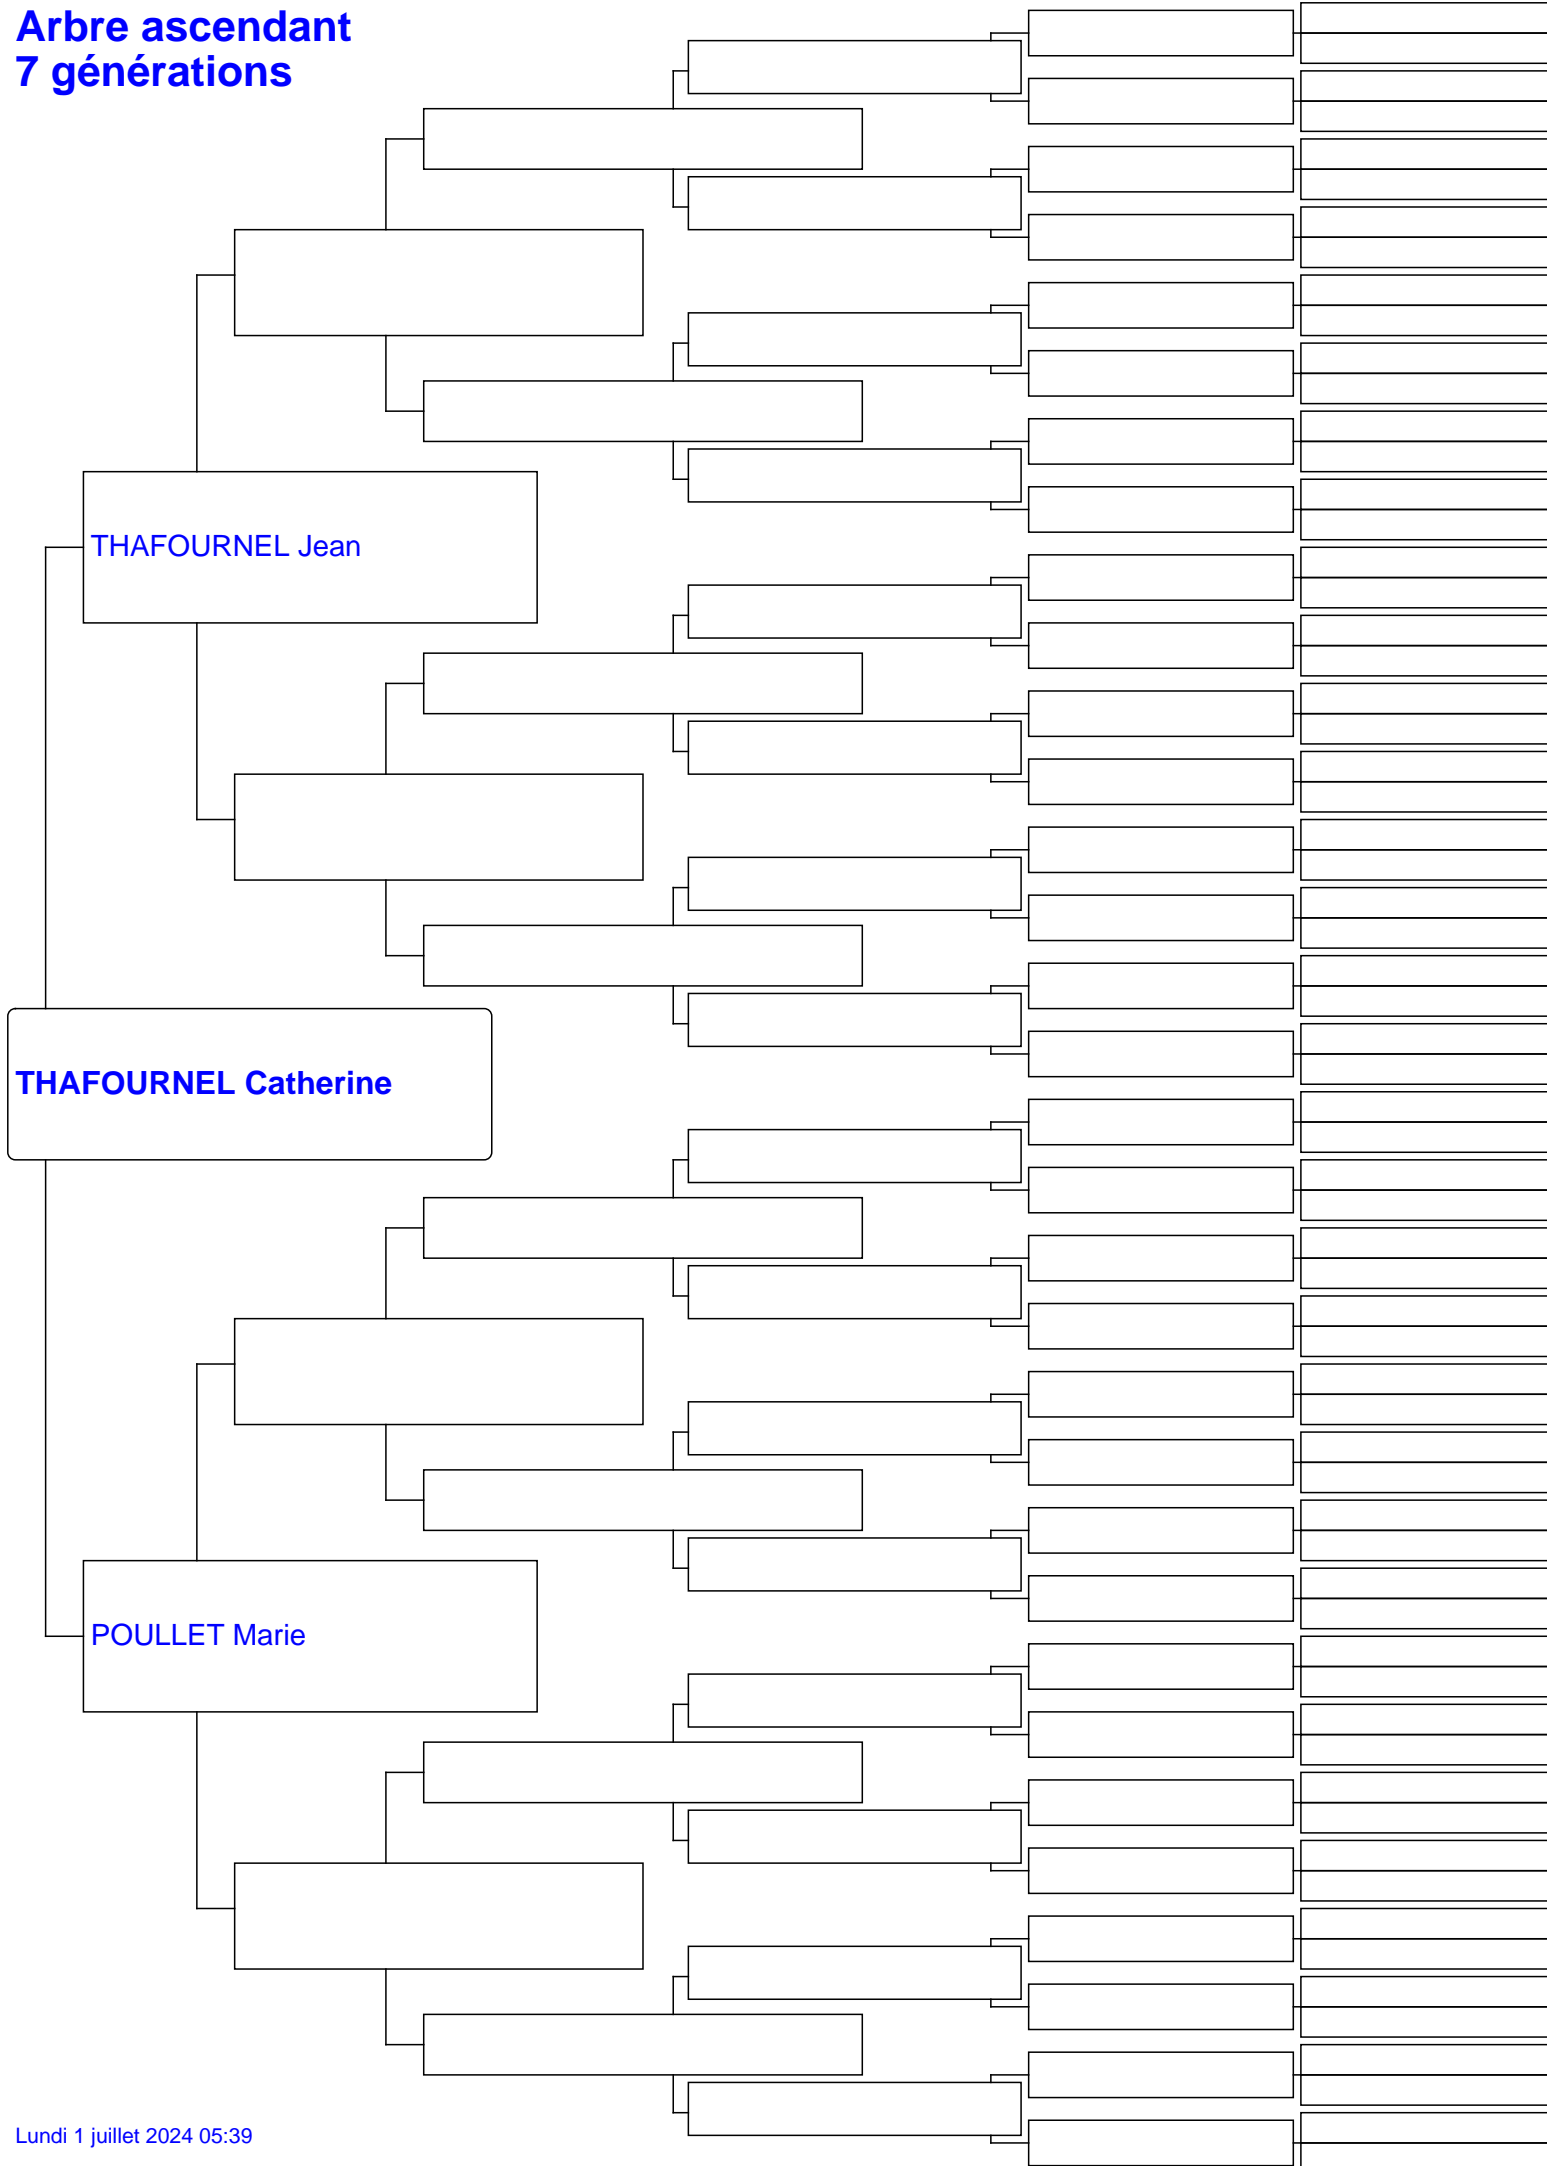 Arbre ascendant
7 générations
THAFOURNEL Jean
THAFOURNEL Catherine
POULLET Marie
Lundi 1 juillet 2024 05:39